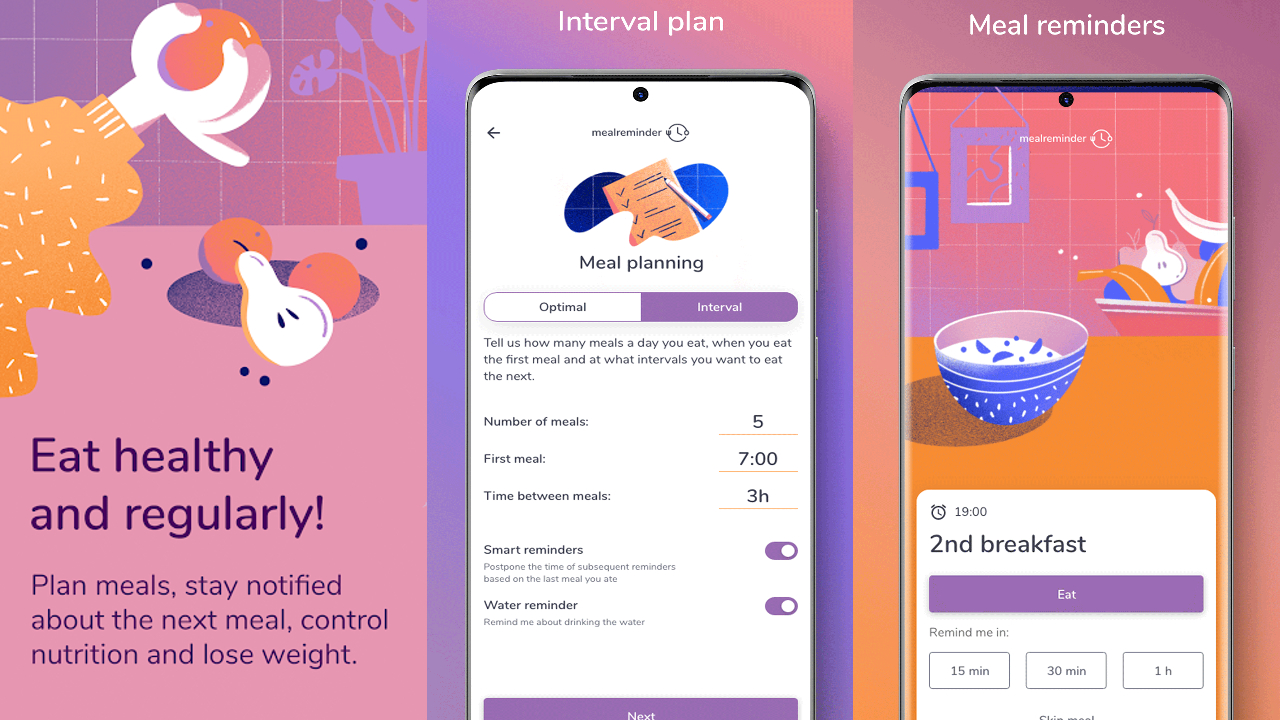 Eat healthy
and regularly!
Plan meals, stay notified
about the next meal, control
nutrition and lose weight.
Interval plan
mealreminder
Meal planning
Optimal
Interval
Tell us how many meals a day you eat, when you eat
the first meal and at what intervals you want to eat
the next.
Number of meals: 5
First meal: 7:00
Time between meals: 3h
Smart reminders
Postpone the time of subsequent reminders
based on the last meal you ate
Water reminder
Remind me about drinking the water
Next
Meal reminders
mealreminder
19:00
2nd breakfast
Eat
Remind me in:
15 min
30 min
1 h
Skip meal